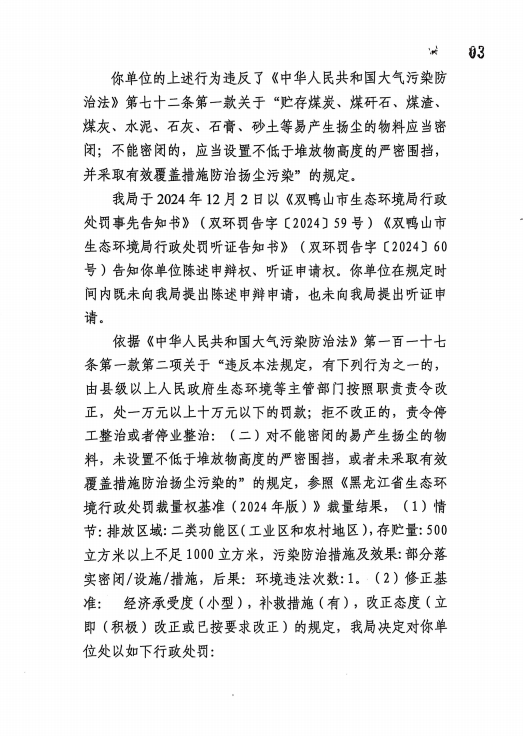 03
你单位的上述行为违反了《中华人民共和国大气污染防
治法》第七十二条第一款关于“贮存煤炭、煤矸石、煤渣、
煤灰、水泥、石灰、石膏、砂土等易产生扬尘的物料应当密
闭；不能密闭的，应当设置不低于堆放物高度的严密围挡，
并采取有效覆盖措施防治扬尘污染”的规定。
我局于2024年12月2日以《双鸭山市生态环境局行政
处罚事先告知书》（双环罚告字〔2024〕59号）《双鸭山市
生态环境局行政处罚听证告知书》（双环罚告字〔2024〕60
号）告知你单位陈述申辩权、听证申请权。你单位在规定时
间内既未向我局提出陈述申辩申请，也未向我局提出听证申
请。
依据《中华人民共和国大气污染防治法》第一百一十七
条第一款第二项关于“违反本法规定，有下列行为之一的，
由县级以上人民政府生态环境等主管部门按照职责责令改
正，处一万元以上十万元以下的罚款；拒不改正的，责令停
工整治或者停业整治：（二）对不能密闭的易产生扬尘的物
料，未设置不低于堆放物高度的严密围挡，或者未采取有效
覆盖措施防治扬尘污染的”的规定，参照《黑龙江省生态环
境行政处罚裁量权基准（2024年版）》裁量结果，（1）情
节：排放区域：二类功能区（工业区和农村地区），存贮量：500
立方米以上不足1000立方米，污染防治措施及效果：部分落
实密闭/设施/措施，后果：环境违法次数：1。（2）修正基
准： 经济承受度（小型），补救措施（有），改正态度（立
即（积极）改正或已按要求改正）的规定，我局决定对你单
位处以如下行政处罚：